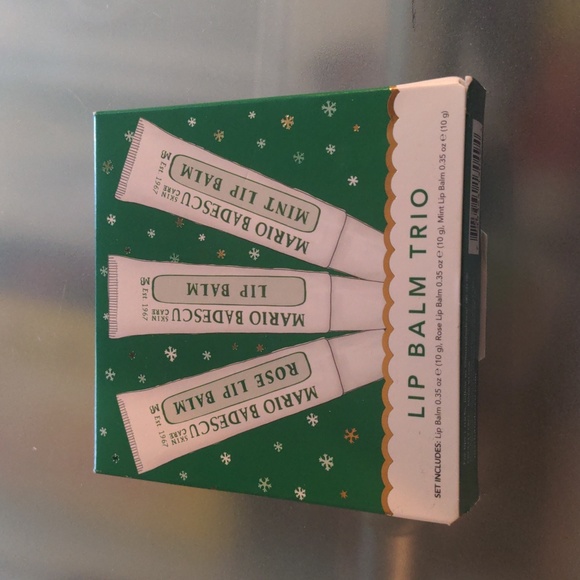 MB Est. 1967
SKIN
CARE
MARIO BADESCU
MINT LIP BALM
MB Est. 1967
SKIN
CARE
MARIO BADESCU
LIP BALM
MB Est. 1967
SKIN
CARE
MARIO BADESCU
ROSE LIP BALM
LIP BALM TRIO
SET INCLUDES: Lip Balm 0.35 oz ℮ (10 g), Rose Lip Balm 0.35 oz ℮ (10 g), Mint Lip Balm 0.35 oz ℮ (10 g)